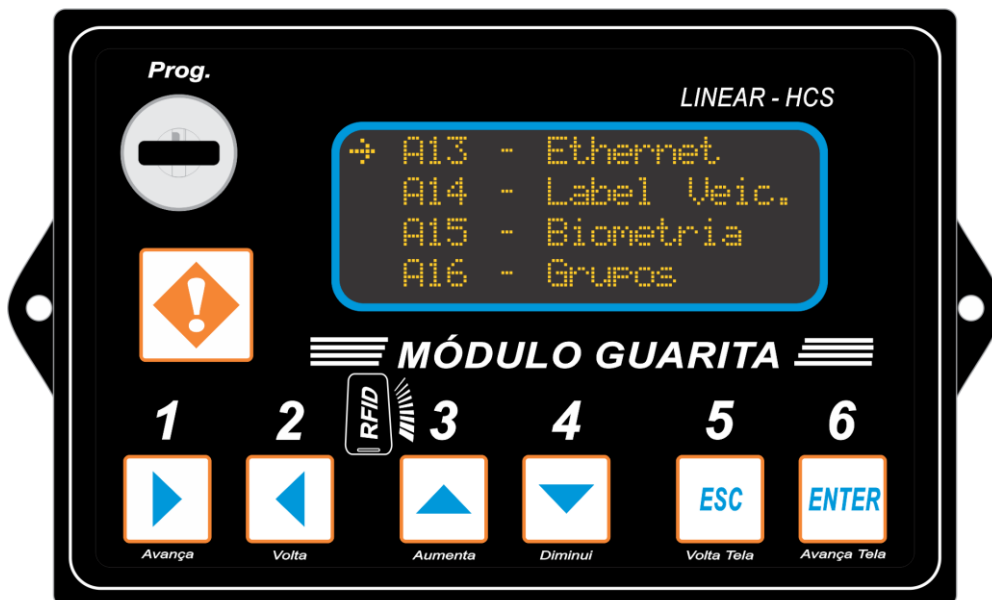 Prog.
LINEAR - HCS
→ A13 - Ethernet
A14 - Label Veic.
A15 - Biometria
A16 - Grupos
!
MÓDULO GUARITA
1 2 RFID 3 4 5 6
ESC ENTER
Avança Volta Aumenta Diminui Volta Tela Avança Tela